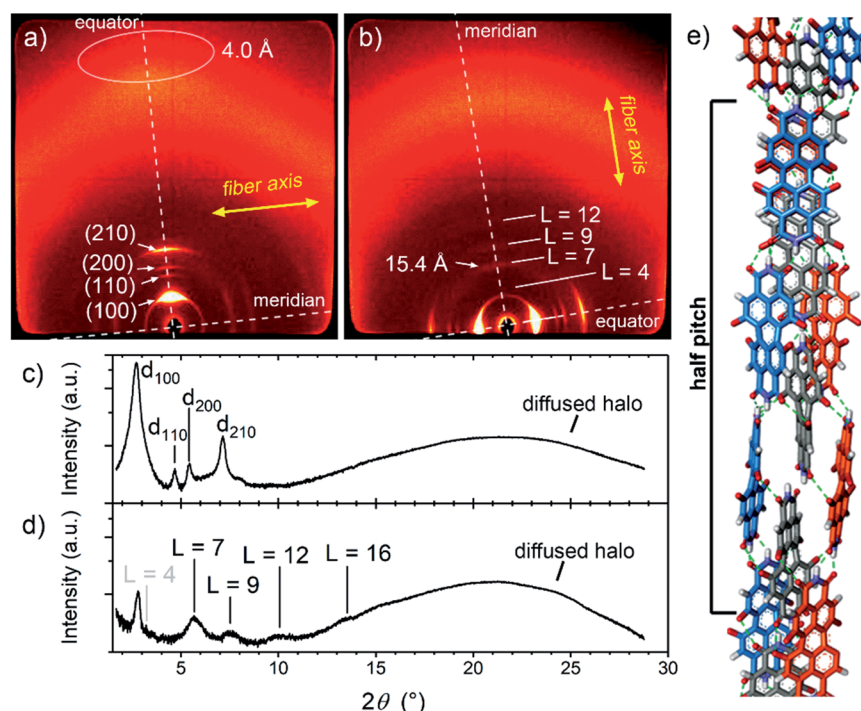 a)
equator
4.0 Å
fiber axis
(210)
(200)
(110)
(100)
meridian
b)
meridian
fiber axis
L = 12
L = 9
L = 7
15.4 Å
L = 4
equator
c)
Intensity (a.u.)
d100
d110
d200
d210
diffused halo
d)
Intensity (a.u.)
L = 4
L = 7
L = 9
L = 12
L = 16
diffused halo
5 10 15 20 25 30
2θ (°)
e)
half pitch